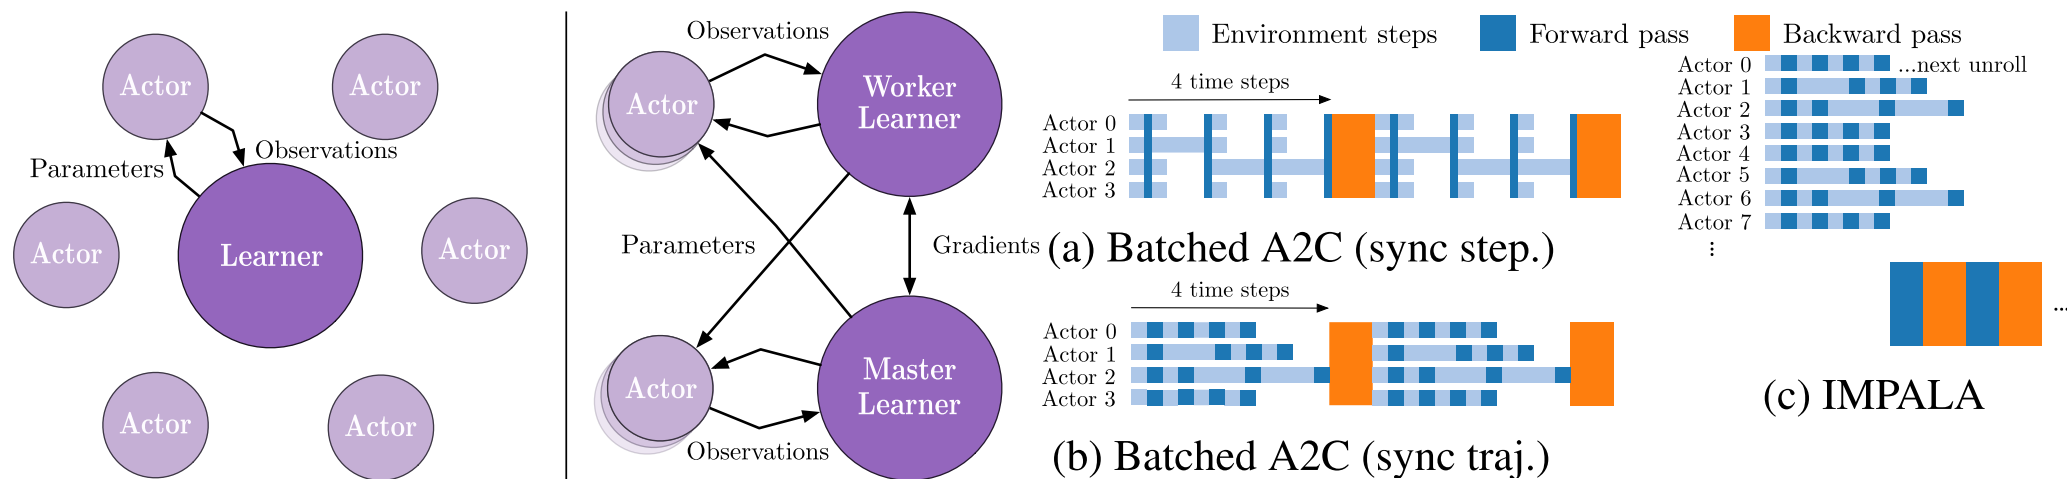 Actor
Actor
Parameters
Observations
Actor
Learner
Actor
Actor
Actor
Observations
Actor
Worker
Learner
Parameters
Gradients
Actor
Master
Learner
Observations
Environment steps
Forward pass
Backward pass
4 time steps
Actor 0
Actor 1
Actor 2
Actor 3
(a) Batched A2C (sync step.)
4 time steps
Actor 0
Actor 1
Actor 2
Actor 3
(b) Batched A2C (sync traj.)
Actor 0
...next unroll
Actor 1
Actor 2
Actor 3
Actor 4
Actor 5
Actor 6
Actor 7
⋮
...
(c) IMPALA